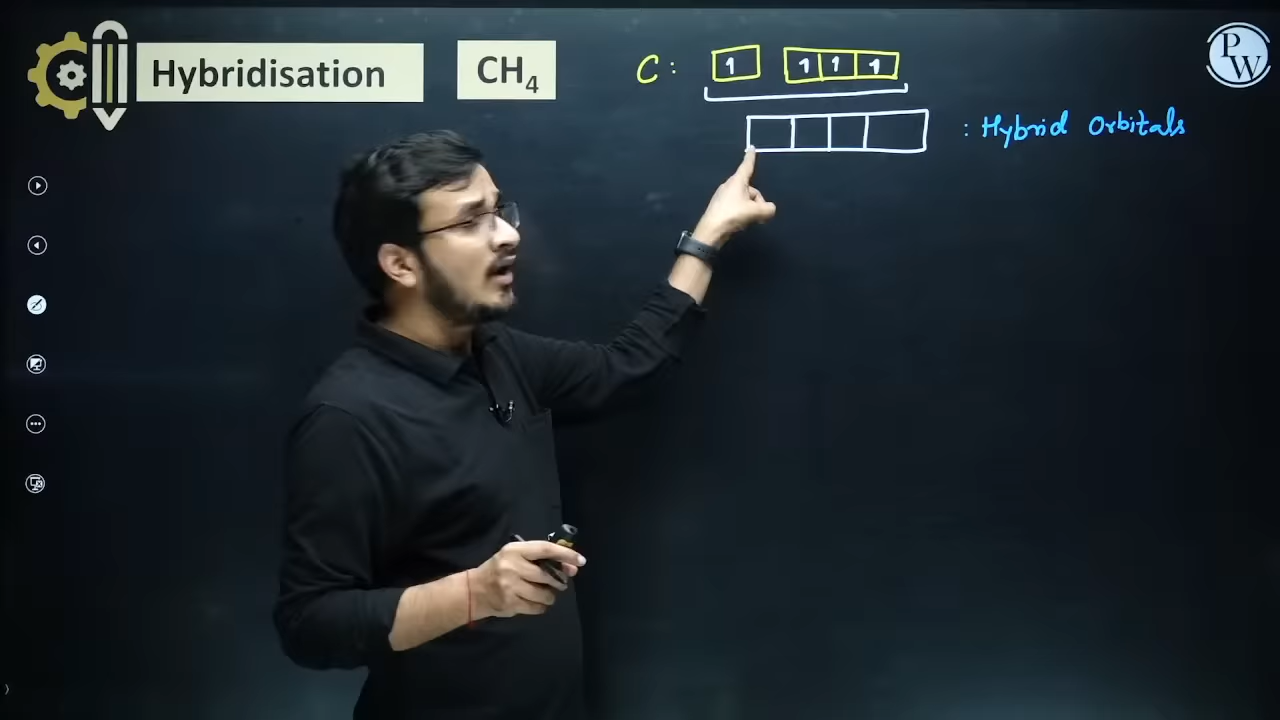 Hybridisation CH₄ C: 1 1 1 1
: Hybrid Orbitals
PW